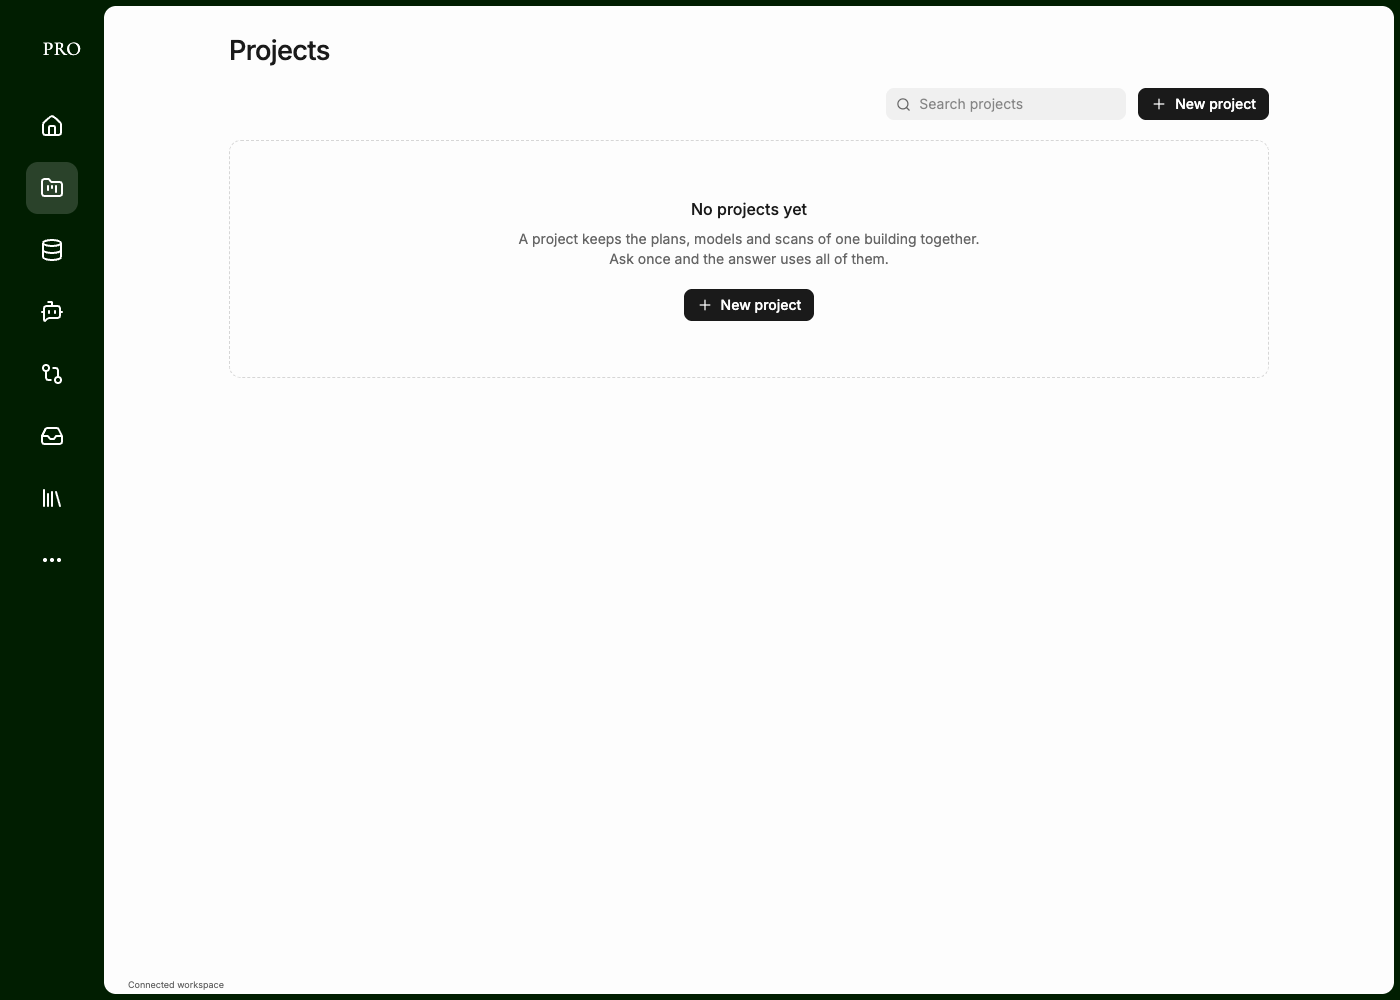 PRO
Projects
Search projects
New project
No projects yet
A project keeps the plans, models and scans of one building together.
Ask once and the answer uses all of them.
New project
Connected workspace